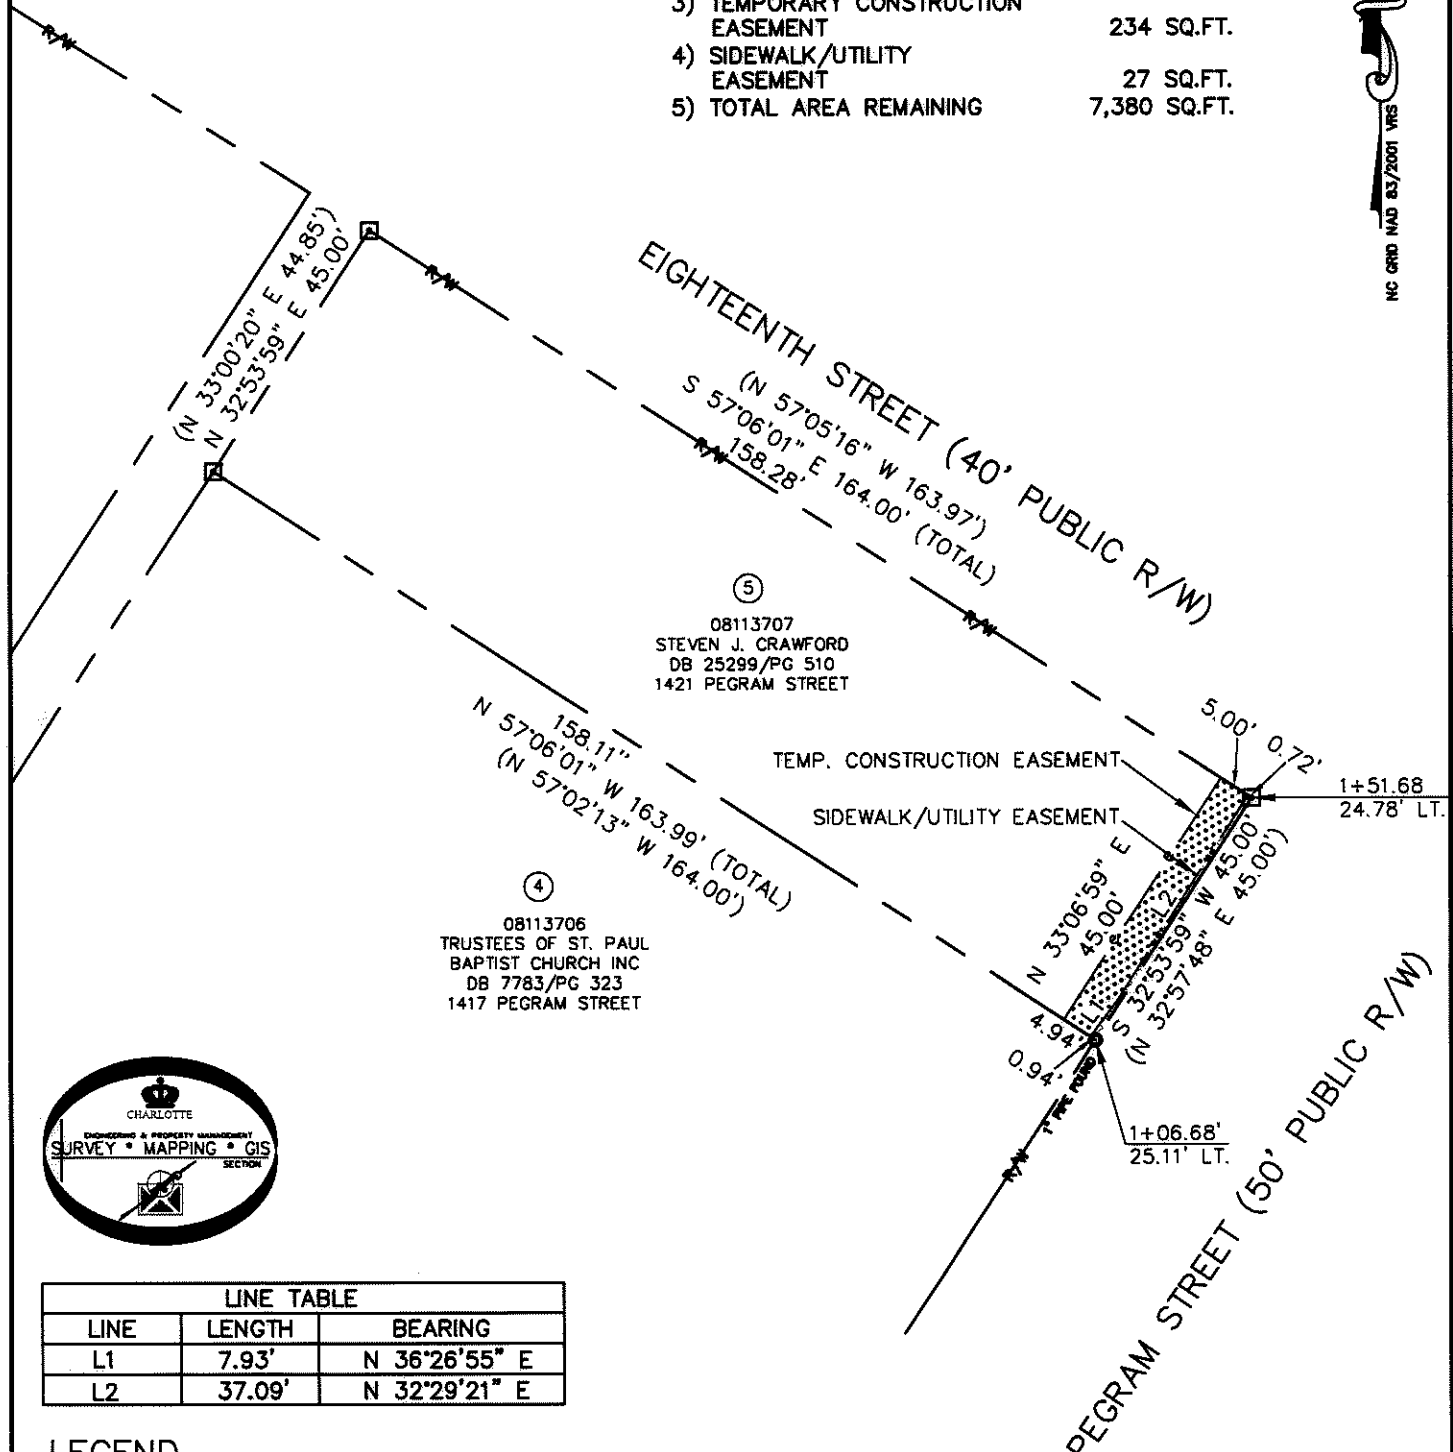 3) TEMPORARY CONSTRUCTION
EASEMENT 234 SQ.FT.
4) SIDEWALK/UTILITY
EASEMENT 27 SQ.FT.
5) TOTAL AREA REMAINING 7,380 SQ.FT.
NC GRID NAD 83/2001 VRS
R/W
(N 33°00'20" E 44.85')
N 32°53'59" E 45.00'
R/W
EIGHTEENTH STREET (40' PUBLIC R/W)
(N 57°05'16" W 163.97')
S 57°06'01" E 164.00' (TOTAL)
158.28'
R/W
R/W
5
08113707
STEVEN J. CRAWFORD
DB 25299/PG 510
1421 PEGRAM STREET
158.11"
N 57°06'01" W 163.99' (TOTAL)
(N 57°02'13" W 164.00')
5.00'
0.72'
TEMP. CONSTRUCTION EASEMENT
SIDEWALK/UTILITY EASEMENT
1+51.68
24.78' LT.
N 33°06'59" E
45.00'
L2
L1
S 32°53'59" W 45.00'
(N 32°57'48" E 45.00')
4
08113706
TRUSTEES OF ST. PAUL
BAPTIST CHURCH INC
DB 7783/PG 323
1417 PEGRAM STREET
4.94'
0.94'
1" PIPE FOUND
R/W
1+06.68'
25.11' LT.
PEGRAM STREET (50' PUBLIC R/W)
CHARLOTTE
ENGINEERING & PROPERTY MANAGEMENT
SURVEY * MAPPING * GIS
SECTION
LINE TABLE
LINE LENGTH BEARING
L1 7.93' N 36°26'55" E
L2 37.09' N 32°29'21" E
LEGEND